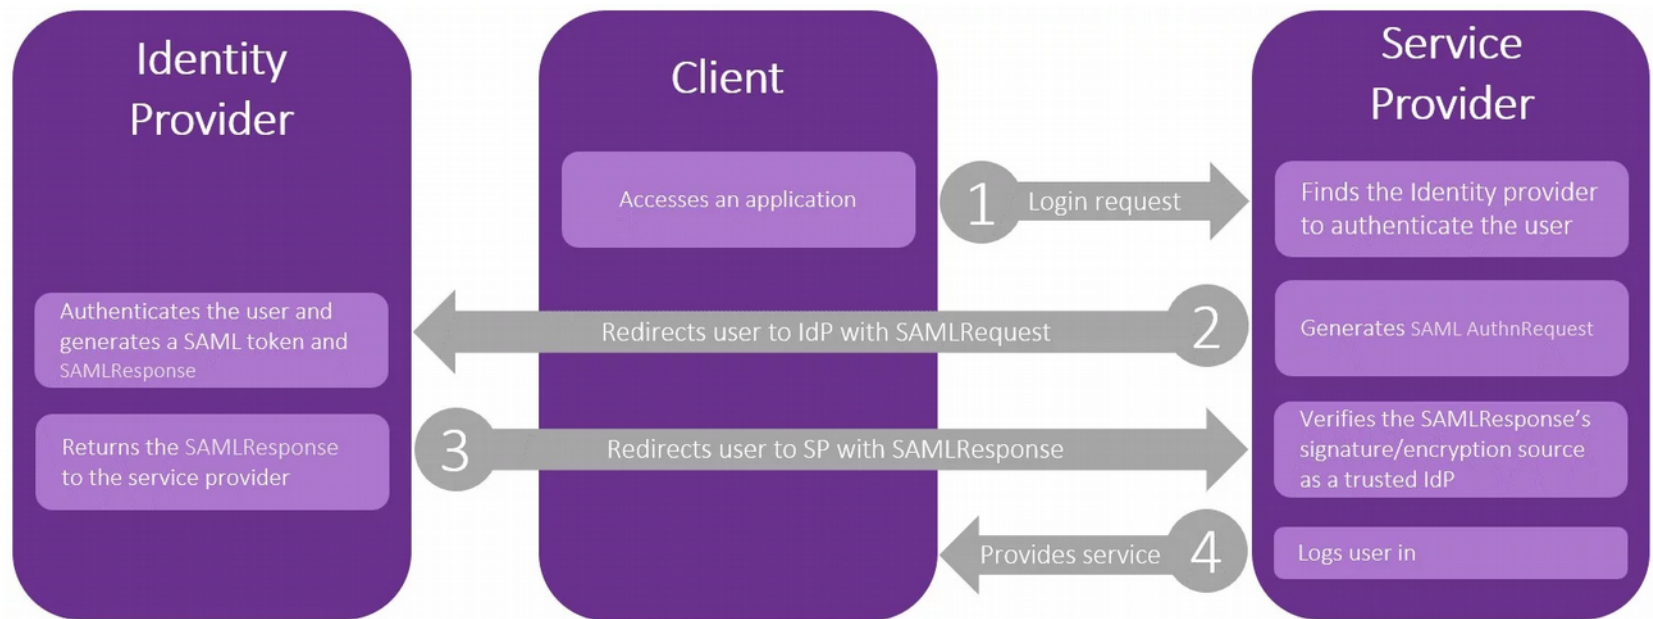 Identity
Provider
Client
Service
Provider
Accesses an application
1
Login request
Finds the Identity provider
to authenticate the user
Authenticates the user and
generates a SAML token and
SAMLResponse
Redirects user to IdP with SAMLRequest
2
Generates SAML AuthnRequest
Returns the SAMLResponse
to the service provider
3
Redirects user to SP with SAMLResponse
Verifies the SAMLResponse’s
signature/encryption source
as a trusted IdP
Provides service
4
Logs user in